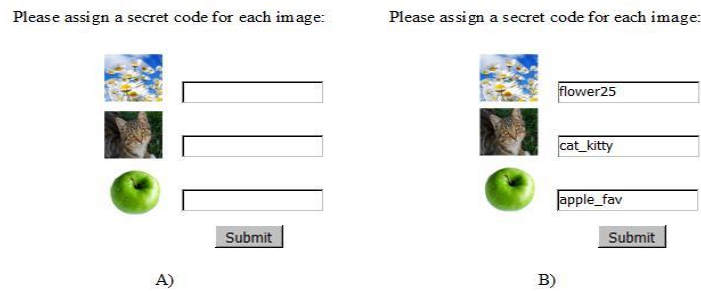 Please assign a secret code for each image:
Submit
A)
Please assign a secret code for each image:
flower25
cat_kitty
apple_fav
Submit
B)